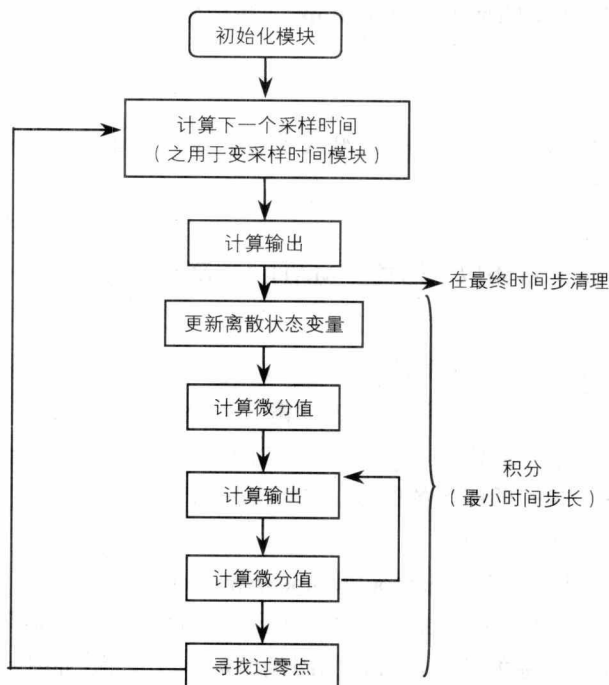 初始化模块
计算下一个采样时间
（之用于变采样时间模块）
计算输出
在最终时间步清理
更新离散状态变量
计算微分值
计算输出
积分
（最小时间步长）
计算微分值
寻找过零点